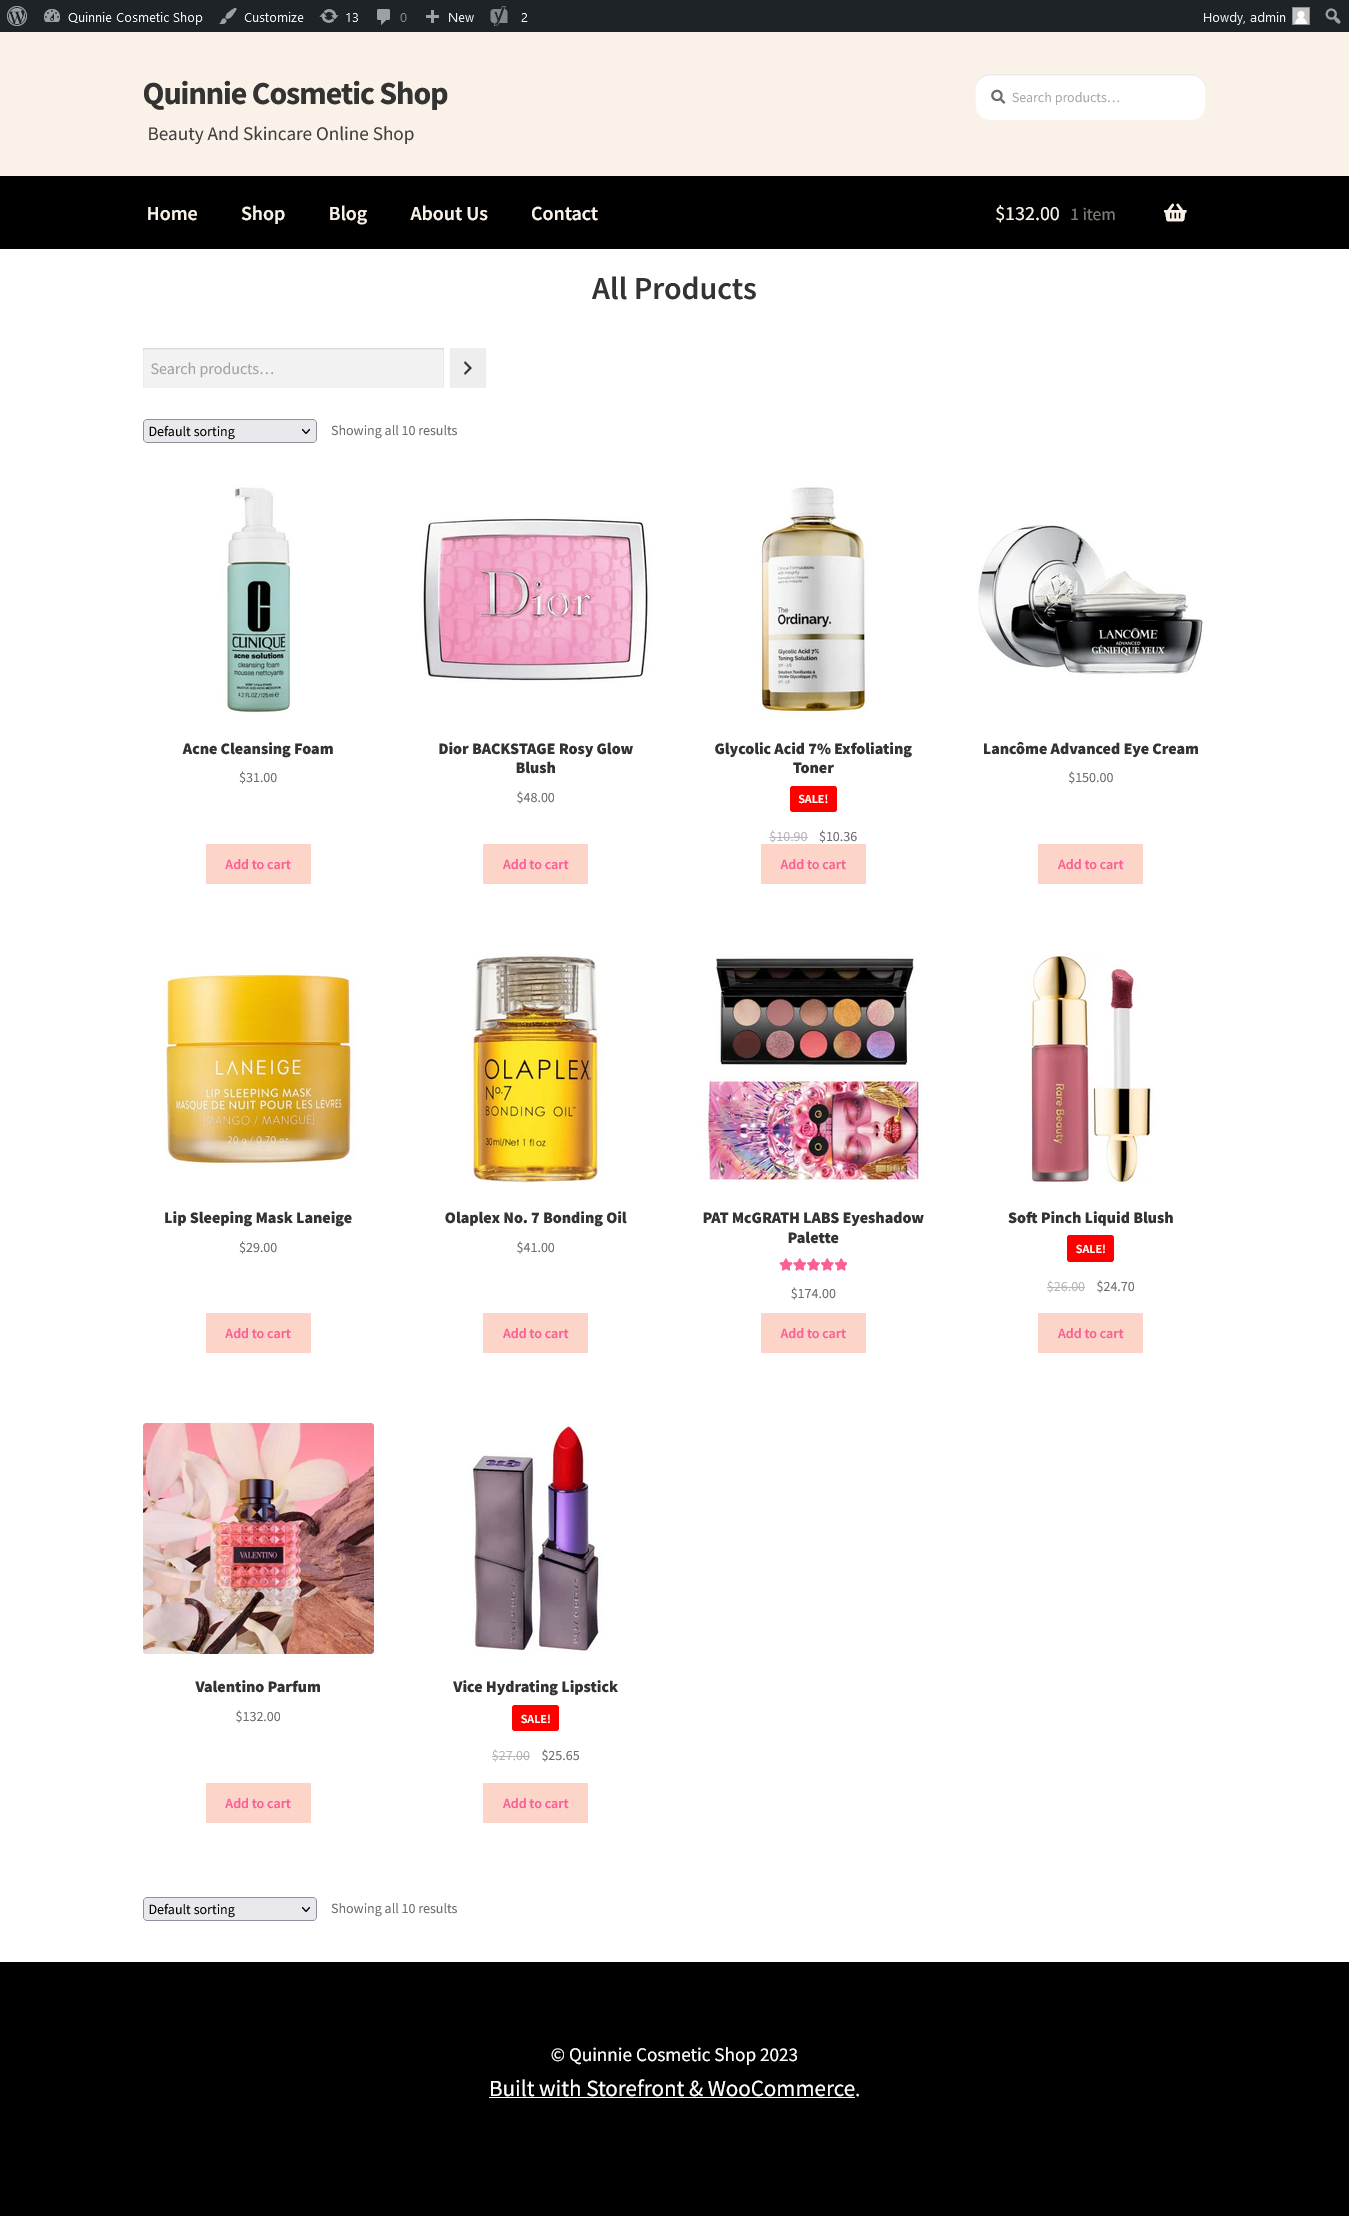 Quinnie Cosmetic Shop Customize 13 0 New 2 Howdy, admin
Quinnie Cosmetic Shop
Search products…
Beauty And Skincare Online Shop
Home Shop Blog About Us Contact $132.00 1 item
All Products
Search products…
Default sorting Showing all 10 results
CLINIQUE
acne solutions
cleansing foam
mousse nettoyante
4.2 FL.OZ./125 ml e
Dior
The
Ordinary.
Glycolic Acid 7%
Toning Solution
LANCÔME
ADVANCED
GÉNIFIQUE YEUX
Acne Cleansing Foam
$31.00
Add to cart
Dior BACKSTAGE Rosy Glow
Blush
$48.00
Add to cart
Glycolic Acid 7% Exfoliating
Toner
SALE!
$10.90 $10.36
Add to cart
Lancôme Advanced Eye Cream
$150.00
Add to cart
LANEIGE
LIP SLEEPING MASK
MASQUE DE NUIT POUR LES LÈVRES
[MANGO / MANGUE]
20 g / 0.70 oz
OLAPLEX
Nº.7
BONDING OIL™
30ml/Net 1 fl oz
Rare Beauty
Lip Sleeping Mask Laneige
$29.00
Add to cart
Olaplex No. 7 Bonding Oil
$41.00
Add to cart
PAT McGRATH LABS Eyeshadow
Palette
$174.00
Add to cart
Soft Pinch Liquid Blush
SALE!
$26.00 $24.70
Add to cart
VALENTINO
Valentino Parfum
$132.00
Add to cart
Vice Hydrating Lipstick
SALE!
$27.00 $25.65
Add to cart
Default sorting Showing all 10 results
© Quinnie Cosmetic Shop 2023
Built with Storefront & WooCommerce.